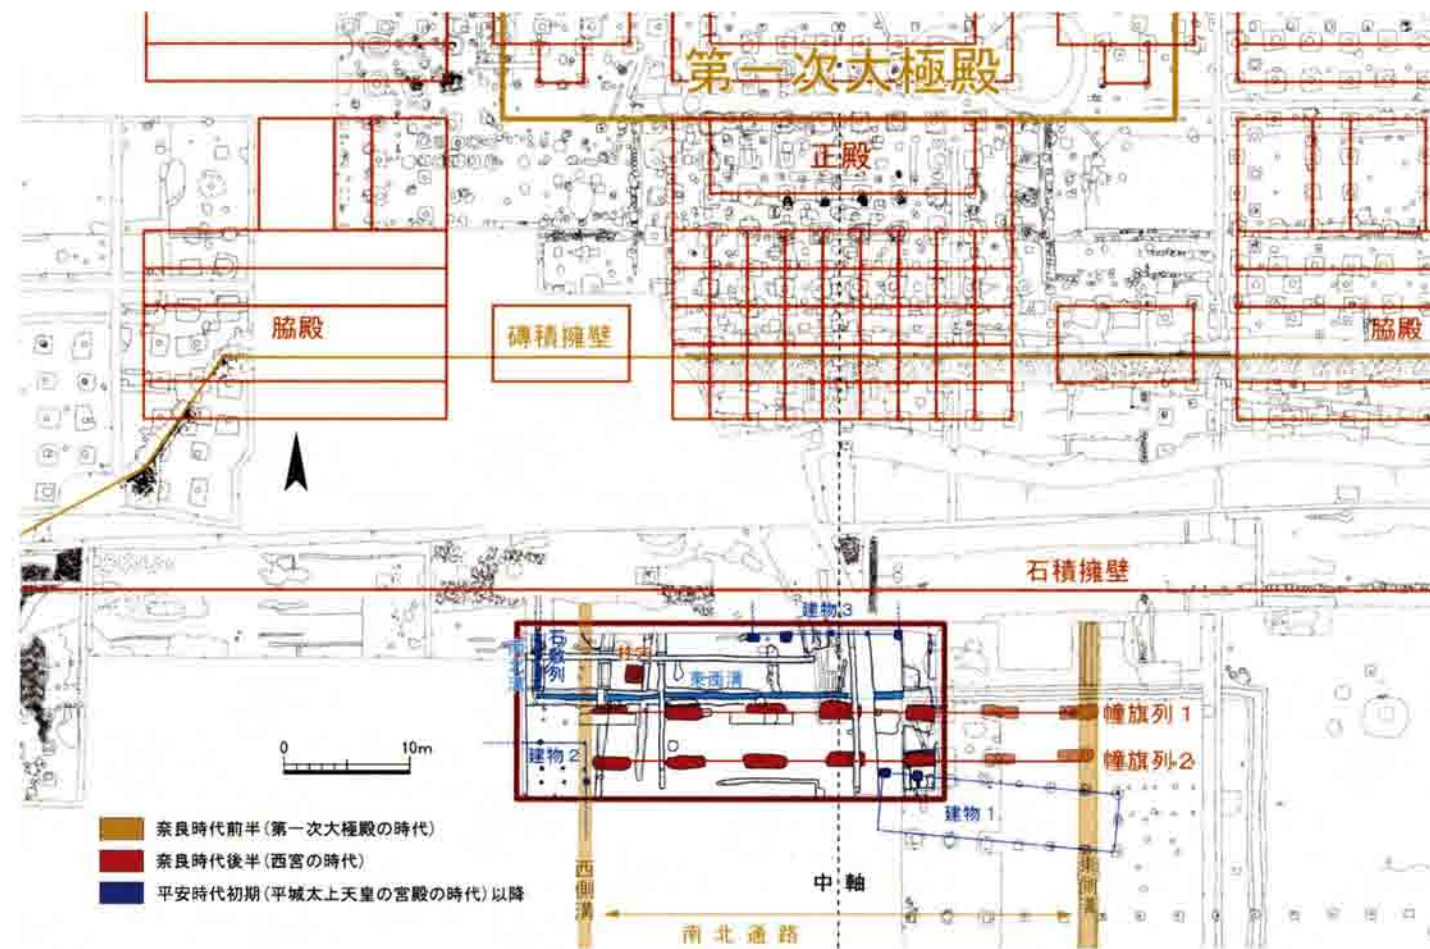 第一次大極殿
正殿
脇殿
磚積擁壁
脇殿
石積擁壁
建物3
石敷列
柱穴
東西溝
幢旗列1
幢旗列2
建物2
建物1
0 10m
奈良時代前半(第一次大極殿の時代)
奈良時代後半(西宮の時代)
平安時代初期(平城太上天皇の宮殿の時代)以降
西側溝
中軸
東側溝
南北通路